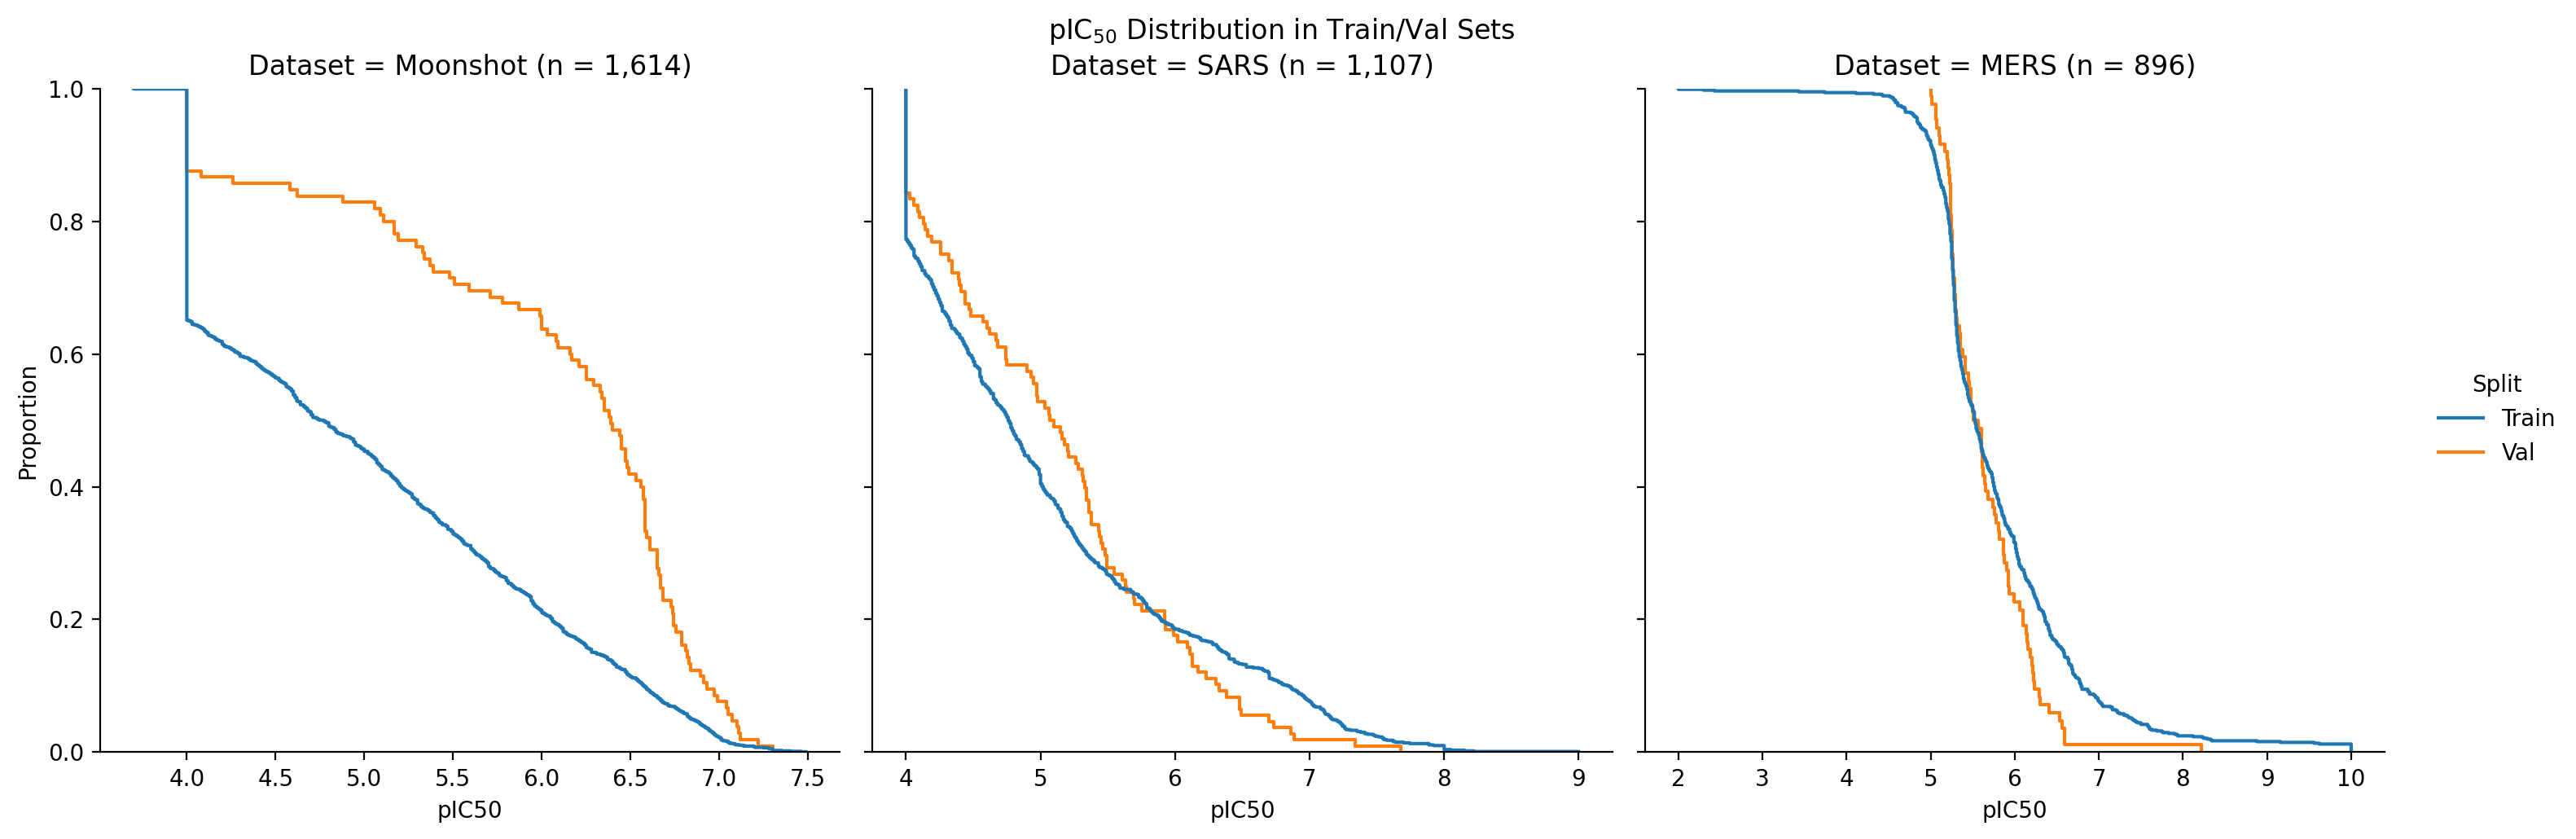 pIC₅₀ Distribution in Train/Val Sets
Dataset = Moonshot (n = 1,614)
Dataset = SARS (n = 1,107)
Dataset = MERS (n = 896)
Proportion
1.0
0.8
0.6
0.4
0.2
0.0
4.0 4.5 5.0 5.5 6.0 6.5 7.0 7.5
pIC50
4 5 6 7 8 9
pIC50
2 3 4 5 6 7 8 9 10
pIC50
Split
Train
Val